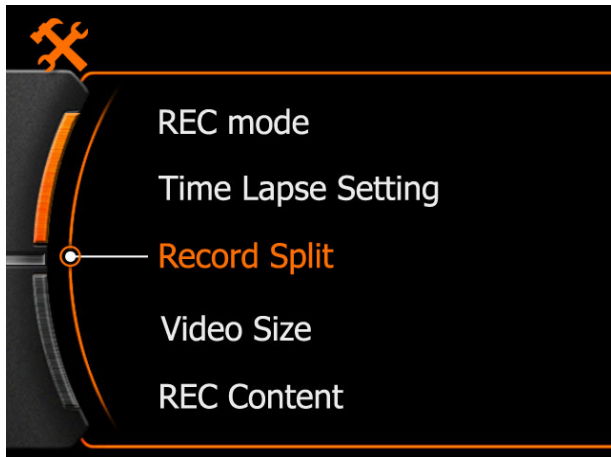 REC mode
Time Lapse Setting
Record Split
Video Size
REC Content